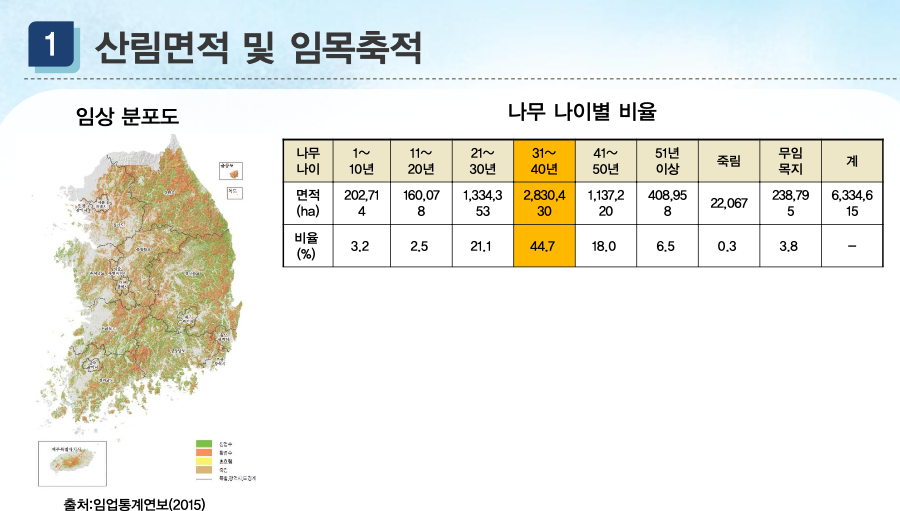 1 산림면적 및 임목축적
임상 분포도
나무 나이별 비율
나무 나이 1~10년 11~20년 21~30년 31~40년 41~50년 51년 이상 죽림 무임목지 계
면적 (ha) 202,714 160,078 1,334,353 2,830,430 1,137,220 408,958 22,067 238,795 6,334,615
비율 (%) 3.2 2.5 21.1 44.7 18.0 6.5 0.3 3.8 –
출처:임업통계연보(2015)